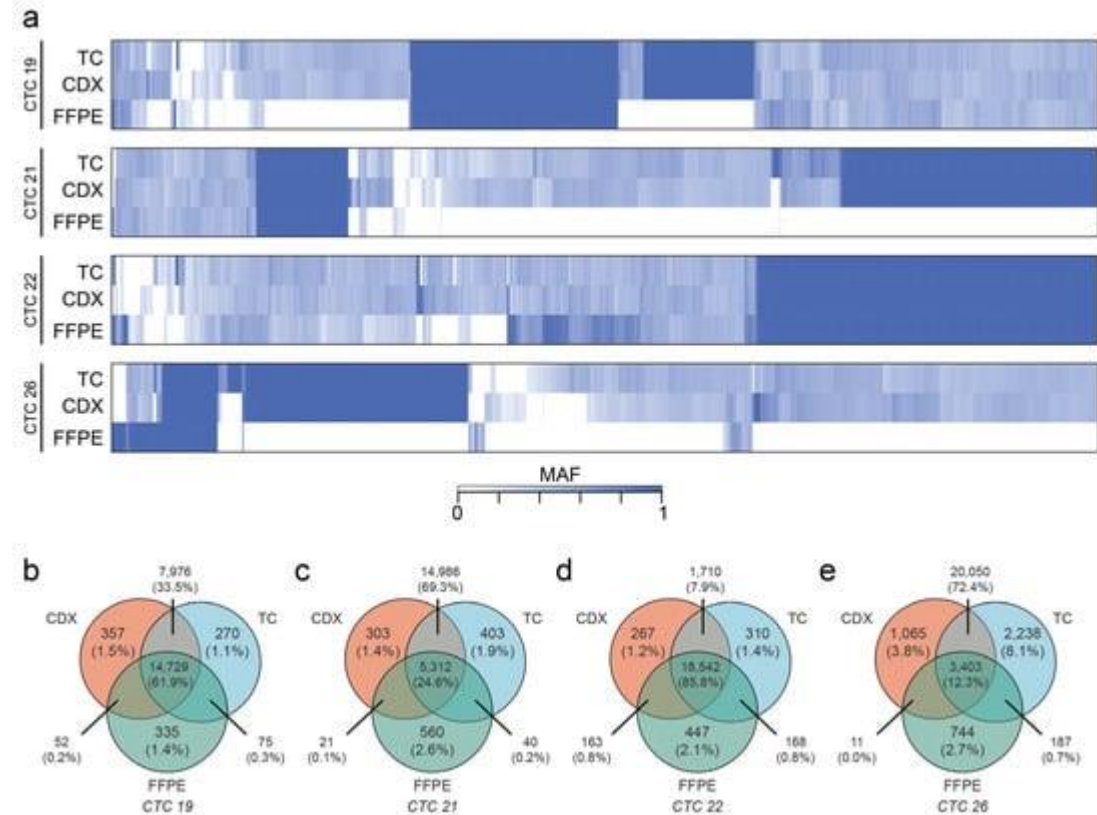 a
CTC 19
TC
CDX
FFPE
CTC 21
TC
CDX
FFPE
CTC 22
TC
CDX
FFPE
CTC 26
TC
CDX
FFPE
MAF
0
1
b
7,976
(33.5%)
CDX
TC
357
(1.5%)
270
(1.1%)
14,729
(61.9%)
52
(0.2%)
335
(1.4%)
75
(0.3%)
FFPE
CTC 19
c
14,986
(69.3%)
CDX
TC
303
(1.4%)
403
(1.9%)
5,312
(24.6%)
21
(0.1%)
560
(2.6%)
40
(0.2%)
FFPE
CTC 21
d
1,710
(7.9%)
CDX
TC
267
(1.2%)
310
(1.4%)
18,542
(85.8%)
163
(0.8%)
447
(2.1%)
168
(0.8%)
FFPE
CTC 22
e
20,050
(72.4%)
CDX
TC
1,065
(3.8%)
2,238
(8.1%)
3,403
(12.3%)
11
(0.0%)
744
(2.7%)
187
(0.7%)
FFPE
CTC 26